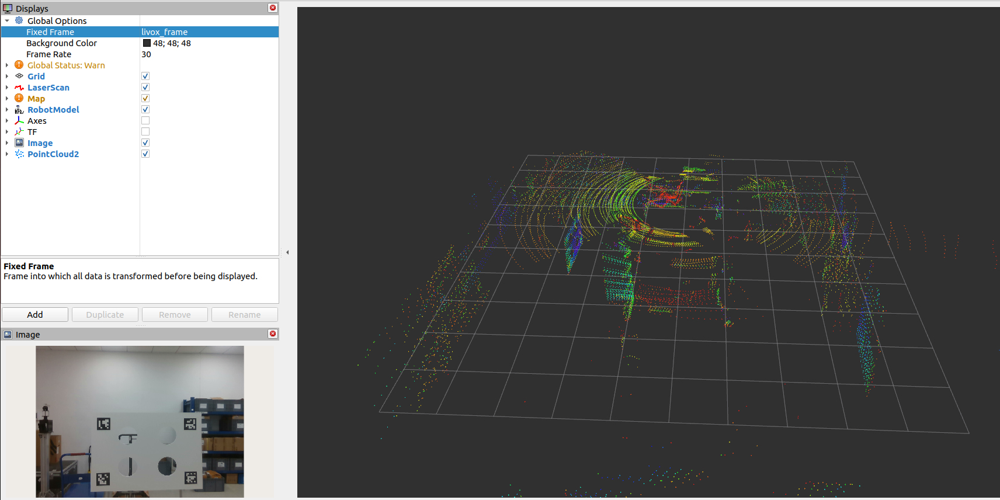 Displays
Global Options
Fixed Frame livox_frame
Background Color 48; 48; 48
Frame Rate 30
Global Status: Warn
Grid
LaserScan
Map
RobotModel
Axes
TF
Image
PointCloud2
Fixed Frame
Frame into which all data is transformed before being displayed.
Add Duplicate Remove Rename
Image